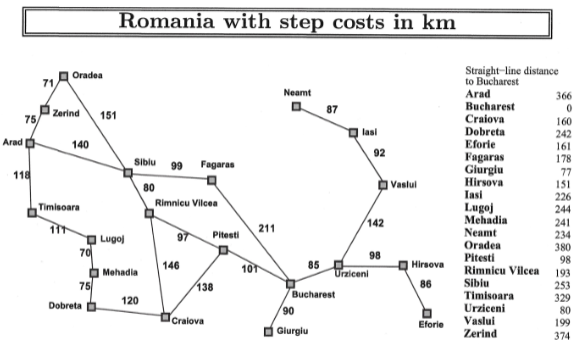 Romania with step costs in km
Straight-line distance
to Bucharest
Arad 366
Bucharest 0
Craiova 160
Dobreta 242
Eforie 161
Fagaras 178
Giurgiu 77
Hirsova 151
Iasi 226
Lugoj 244
Mehadia 241
Neamt 234
Oradea 380
Pitesti 98
Rimnicu Vilcea 193
Sibiu 253
Timisoara 329
Urziceni 80
Vaslui 199
Zerind 374
Oradea
71
Neamt
87
Zerind
75
151
Iasi
Arad
140
92
Sibiu
99
Fagaras
118
80
Vaslui
Rimnicu Vilcea
Timisoara
111
Lugoj
97
Pitesti
211
142
70
98
Hirsova
Mehadia
146
101
85
Urziceni
75
138
86
120
Bucharest
Dobreta
90
Craiova
Eforie
Giurgiu